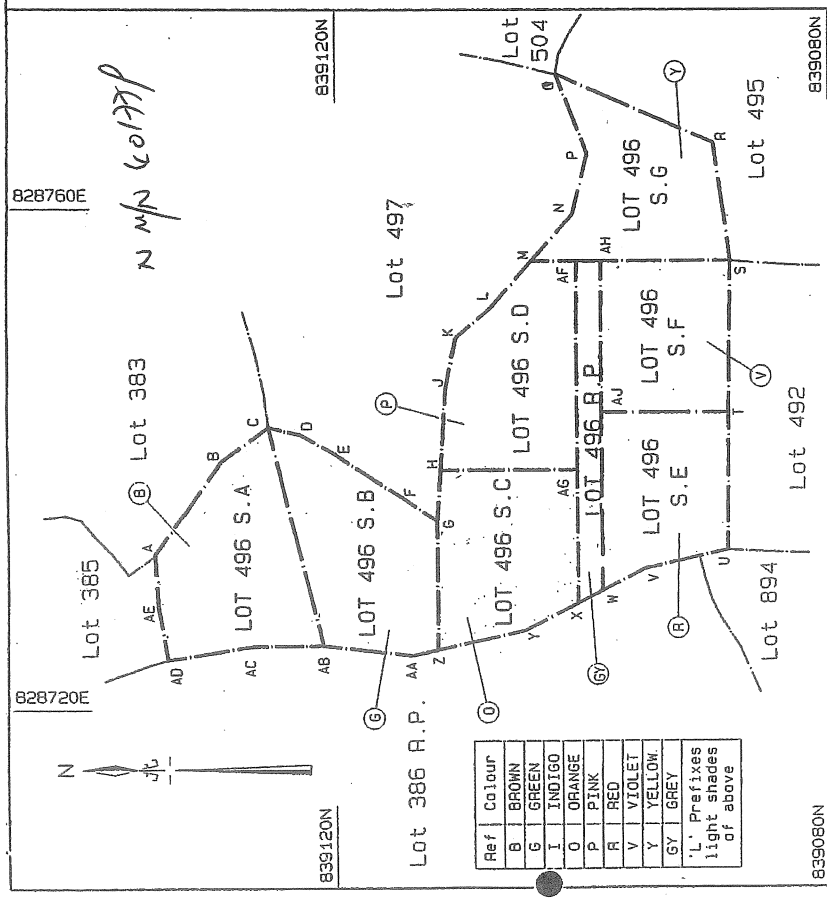 828760E
839120N
Lot 383
Lot 385
Lot 504
Lot 497
A
B
B
AE
AD
LOT 496 S.A
C
D
E
AC
AB
LOT 496 S.B
F
G
G
AA
Z
828720E
N
北
P
H
J
K
L
M
N
P
Q
Y
R
LOT 496 S.C
LOT 496 S.D
LOT 496
S.G
AF
AH
AG
LOT 496 R.P
AJ
O
Y
X
W
GY
V
R
U
LOT 496
S.E
LOT 496
S.F
V
T
S
Lot 495
Lot 492
Lot 894
Lot 386 R.P.
839120N
839080N
839080N
Ref Colour
B BROWN
G GREEN
I INDIGO
O ORANGE
P PINK
R RED
V VIOLET
Y YELLOW
GY GREY
'L' Prefixes
light shades
of above